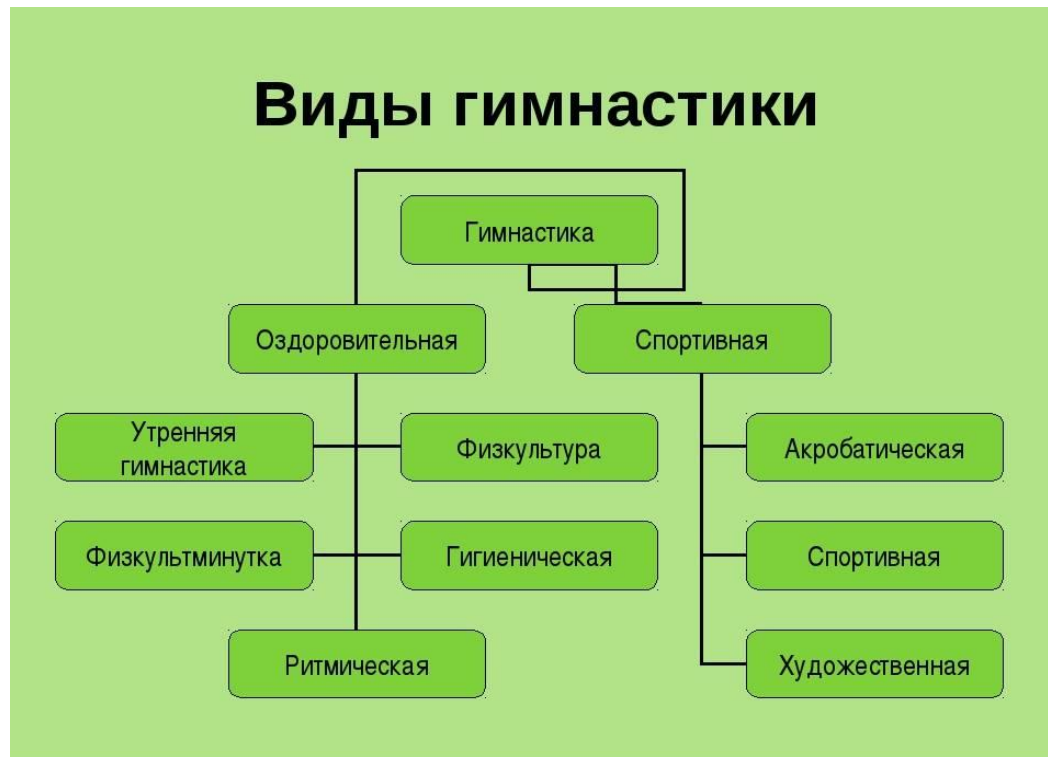 Виды гимнастики
Гимнастика
Оздоровительная
Спортивная
Утренняя
гимнастика
Физкультура
Акробатическая
Физкультминутка
Гигиеническая
Спортивная
Ритмическая
Художественная